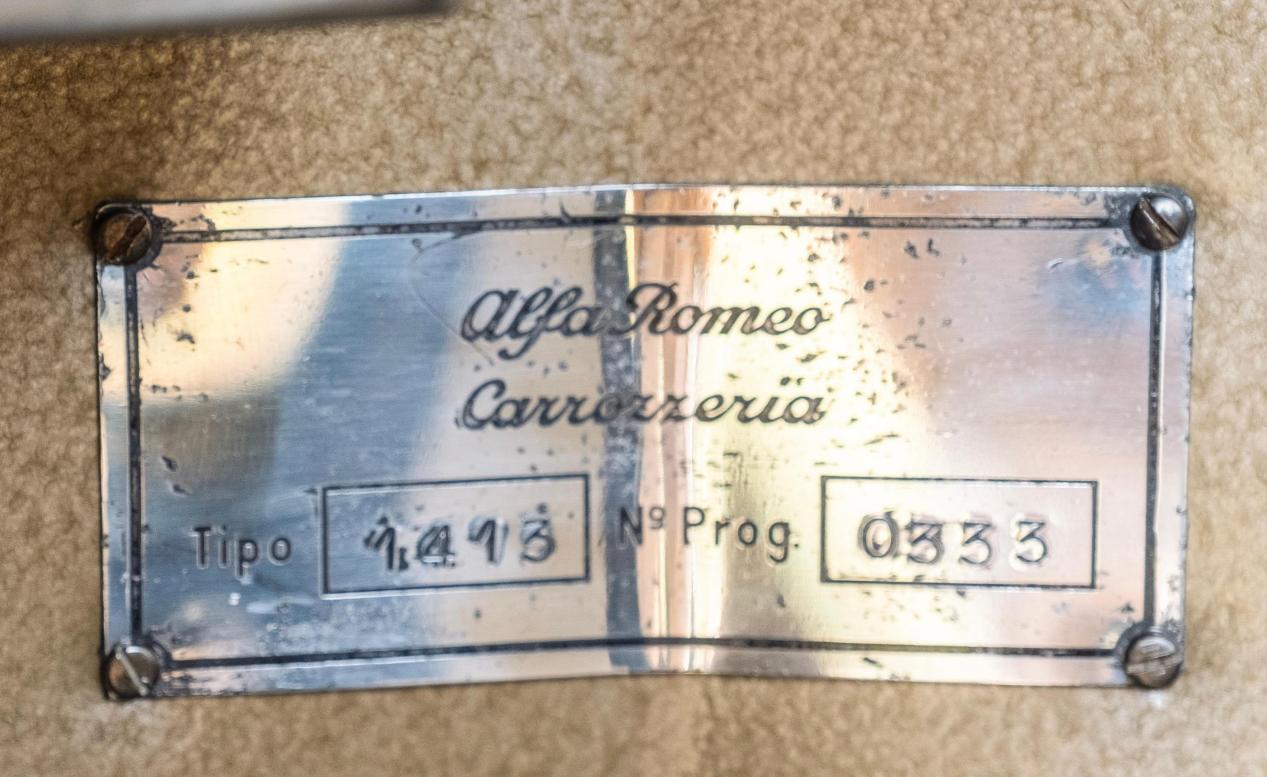 Alfa Romeo
Carrozzeria
Tipo 1413 Nº Prog. 0333